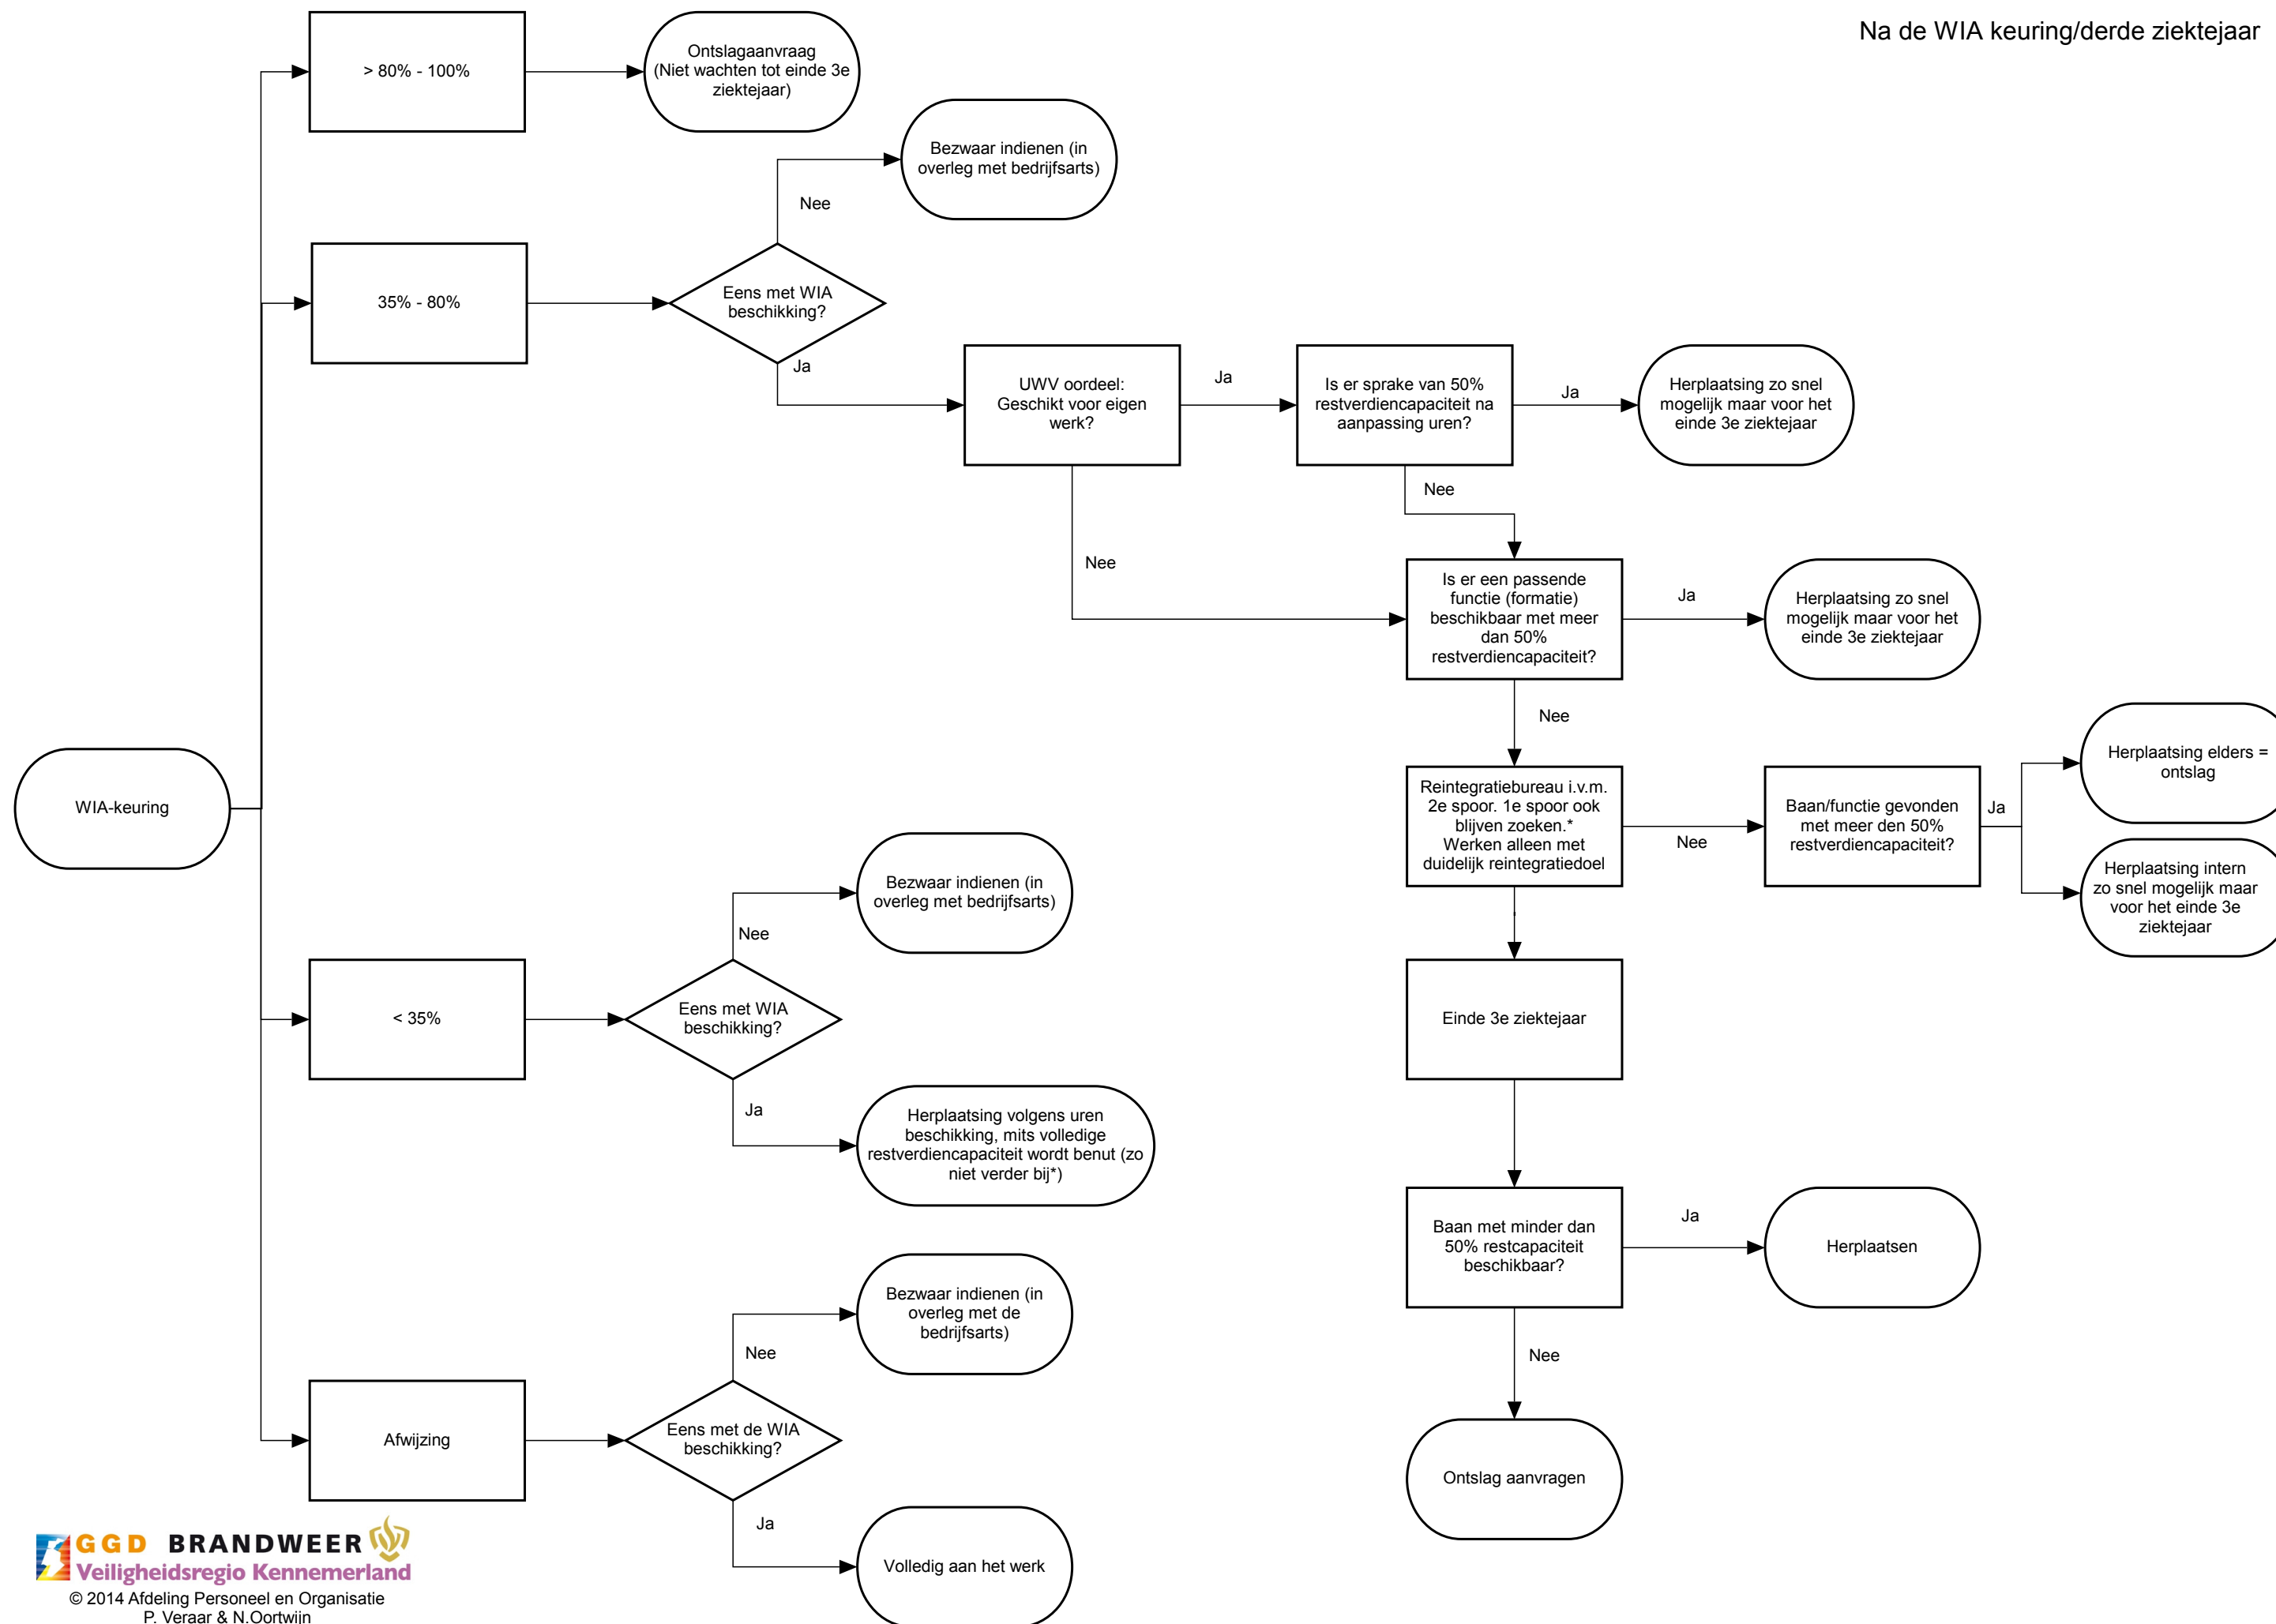 Na de WIA keuring/derde ziektejaar
> 80% - 100%
Ontslagaanvraag
(Niet wachten tot einde 3e
ziektejaar)
Bezwaar indienen (in
overleg met bedrijfsarts)
Nee
35% - 80%
Eens met WIA
beschikking?
Ja
UWV oordeel:
Geschikt voor eigen
werk?
Ja
Is er sprake van 50%
restverdiencapaciteit na
aanpassing uren?
Ja
Herplaatsing zo snel
mogelijk maar voor het
einde 3e ziektejaar
Nee
Nee
Is er een passende
functie (formatie)
beschikbaar met meer
dan 50%
restverdiencapaciteit?
Ja
Herplaatsing zo snel
mogelijk maar voor het
einde 3e ziektejaar
Nee
WIA-keuring
Reintegratiebureau i.v.m.
2e spoor. 1e spoor ook
blijven zoeken.*
Werken alleen met
duidelijk reintegratiedoel
Nee
Baan/functie gevonden
met meer den 50%
restverdiencapaciteit?
Ja
Herplaatsing elders =
ontslag
Herplaatsing intern
zo snel mogelijk maar
voor het einde 3e
ziektejaar
Bezwaar indienen (in
overleg met bedrijfsarts)
Nee
< 35%
Eens met WIA
beschikking?
Einde 3e ziektejaar
Ja
Herplaatsing volgens uren
beschikking, mits volledige
restverdiencapaciteit wordt benut (zo
niet verder bij*)
Baan met minder dan
50% restcapaciteit
beschikbaar?
Ja
Herplaatsen
Bezwaar indienen (in
overleg met de
bedrijfsarts)
Nee
Nee
Afwijzing
Eens met de WIA
beschikking?
Ontslag aanvragen
Ja
Volledig aan het werk
GGD BRANDWEER
Veiligheidsregio Kennemerland
© 2014 Afdeling Personeel en Organisatie
P. Veraar & N.Oortwijn